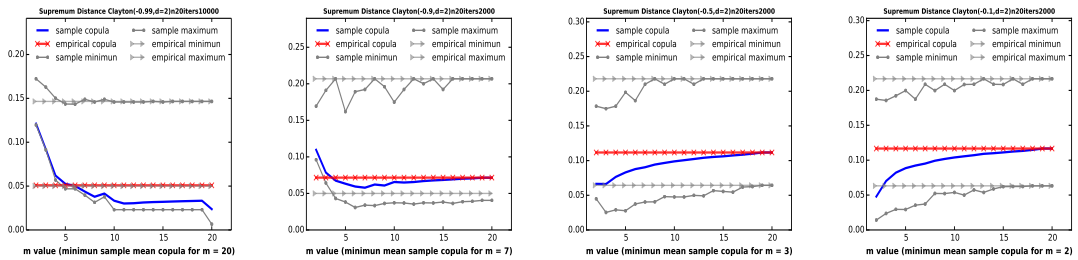 Supremum Distance Clayton(-0.99,d=2)n20iters10000
sample copula
empirical copula
sample minimun
sample maximum
empirical minimun
empirical maximum
0.20
0.15
0.10
0.05
0.00
5
10
15
20
m value (minimun sample mean copula for m = 20)
Supremum Distance Clayton(-0.9,d=2)n20iters2000
sample copula
empirical copula
sample minimun
sample maximum
empirical minimun
empirical maximum
0.25
0.20
0.15
0.10
0.05
0.00
5
10
15
20
m value (minimun mean sample copula for m = 7)
Supremum Distance Clayton(-0.5,d=2)n20iters2000
sample copula
empirical copula
sample minimun
sample maximum
empirical minimun
empirical maximum
0.30
0.25
0.20
0.15
0.10
0.05
0.00
5
10
15
20
m value (minimun mean sample copula for m = 3)
Supremum Distance Clayton(-0.1,d=2)n20iters2000
sample copula
empirical copula
sample minimun
sample maximum
empirical minimun
empirical maximum
0.30
0.25
0.20
0.15
0.10
0.05
0.00
5
10
15
20
m value (minimun mean sample copula for m = 2)